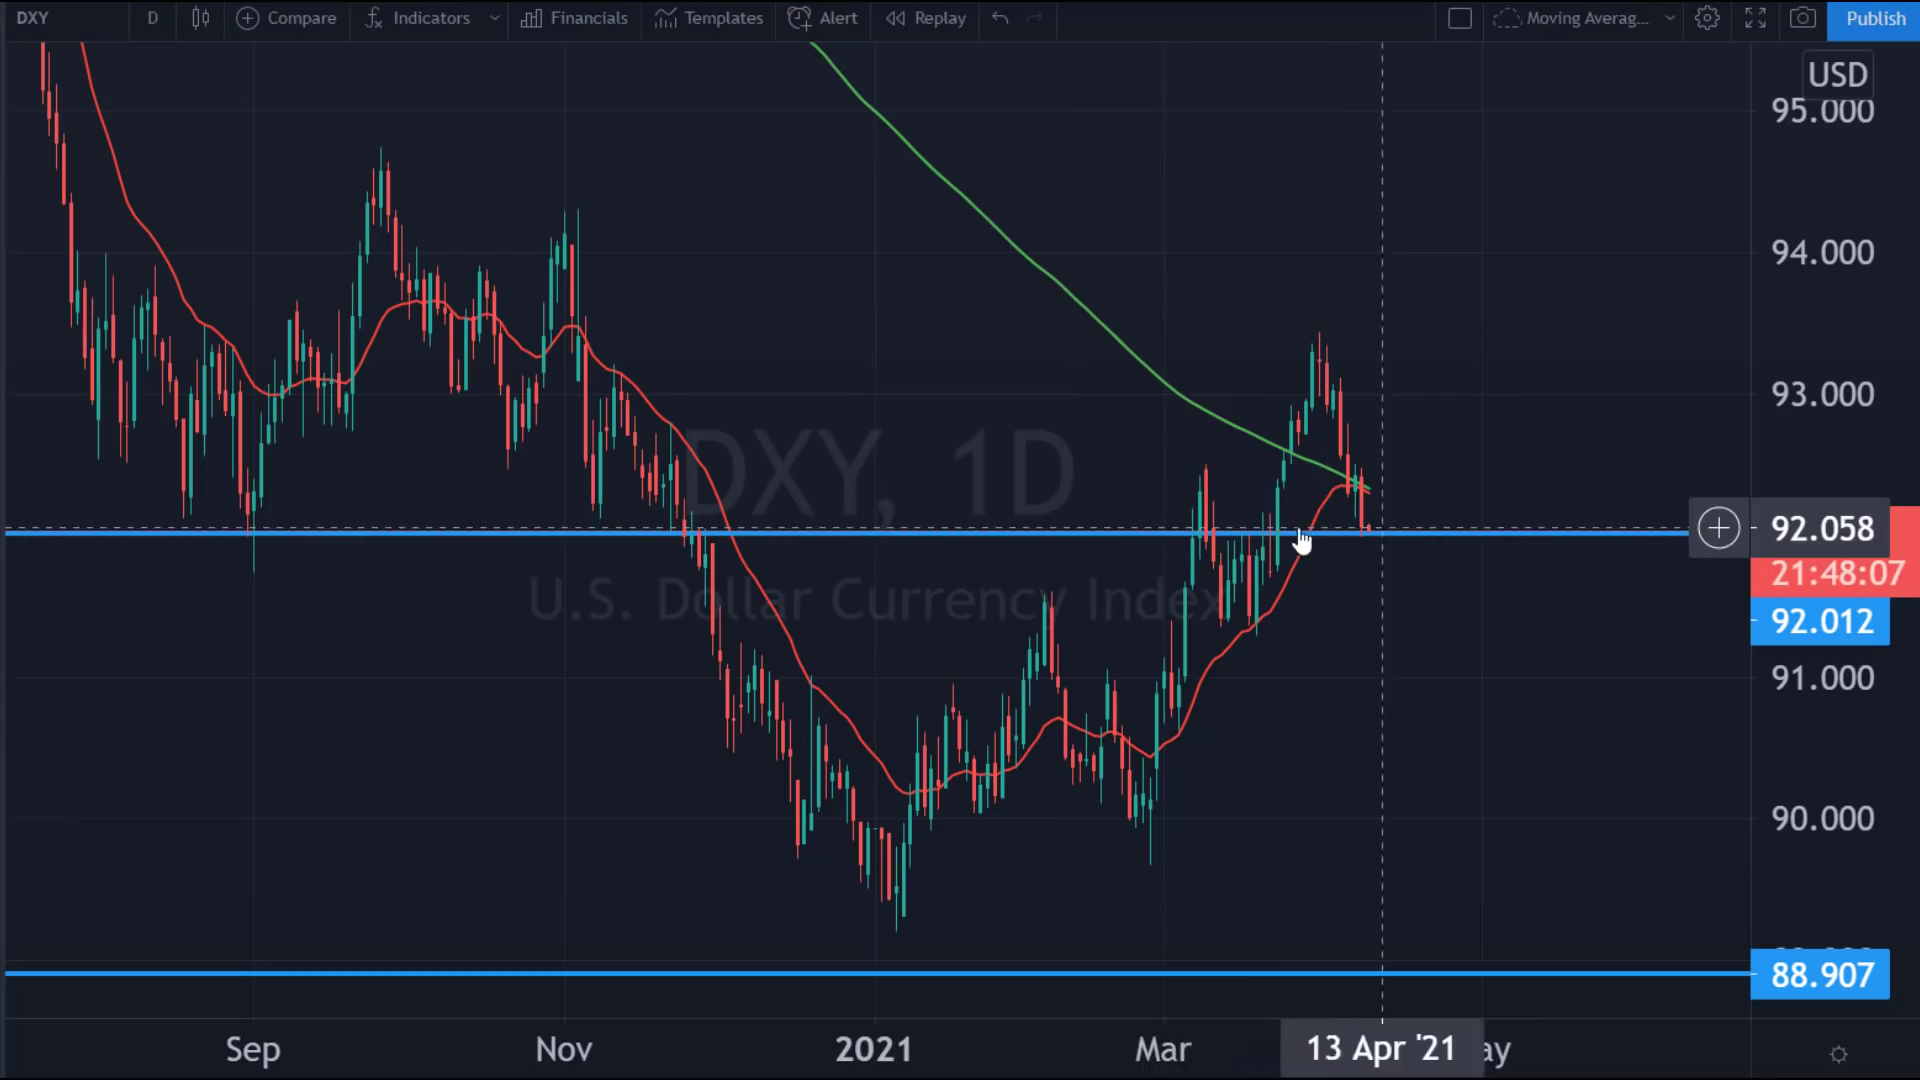 DXY D Compare Indicators Financials Templates Alert Replay Moving Averag... Publish
USD
95.000
94.000
93.000
DXY, 1D
92.058
21:48:07
U.S. Dollar Currency Index
92.012
91.000
90.000
88.907
Sep Nov 2021 Mar 13 Apr '21 ay